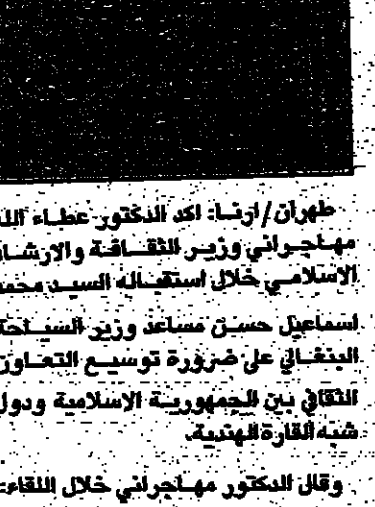 طهران/ارنا: اكد الدكتور عطاء الله
مهاجراني وزير الثقافة والارشاد
الاسلامي خلال استقباله السيد محمد
اسماعيل حسن مساعد وزير السياحة
البنغالي على ضرورة توسيع التعاون
الثقافي بين الجمهورية الاسلامية ودول
شبه القارة الهندية.
وقال الدكتور مهاجراني خلال اللقاء: